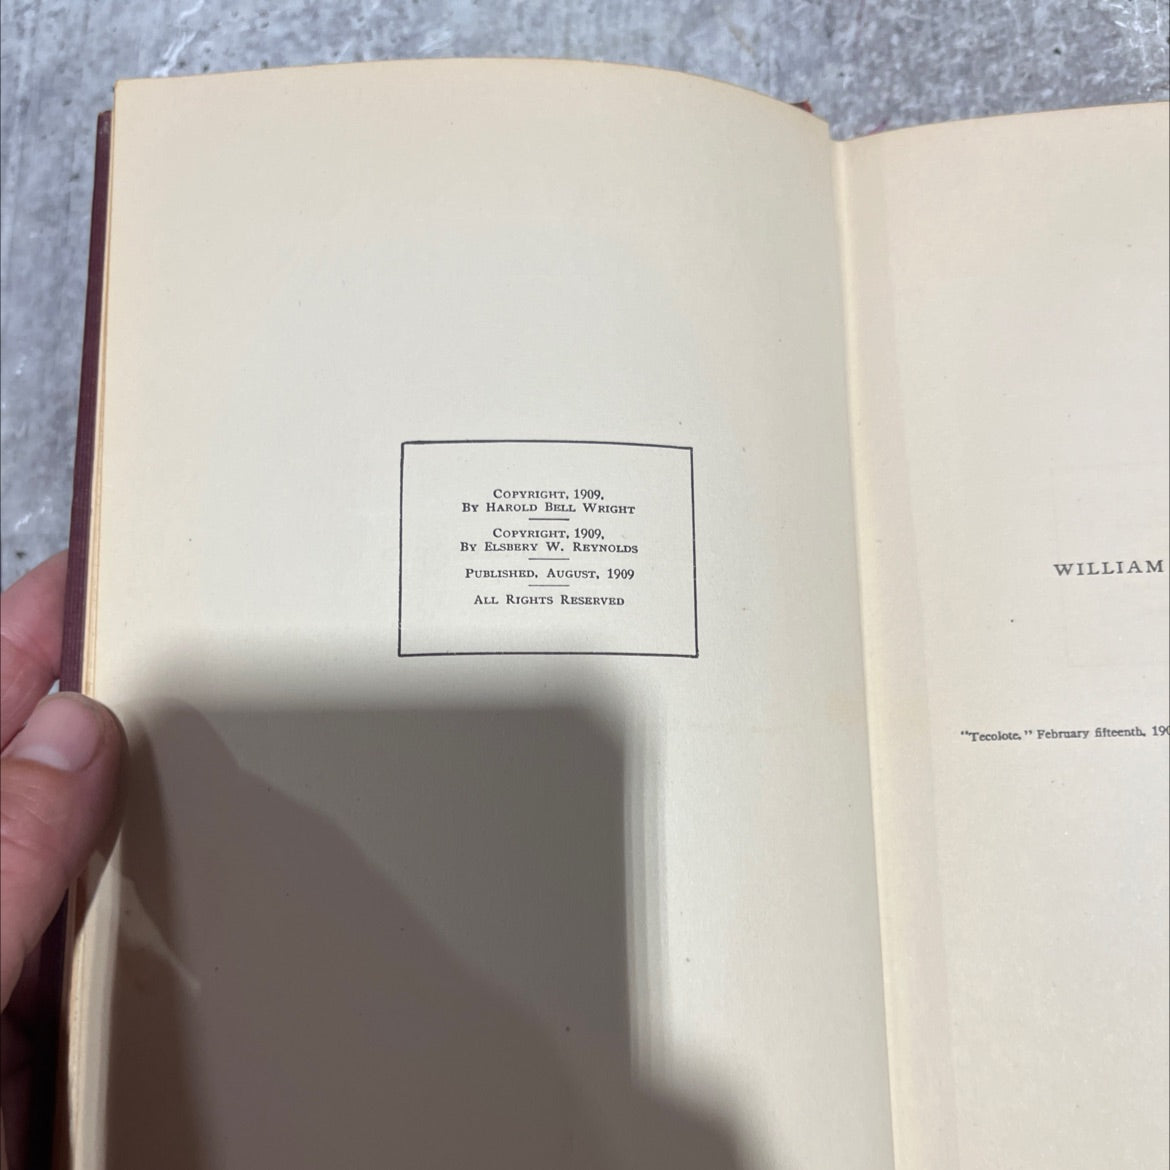 Copyright, 1909,
By Harold Bell Wright
Copyright, 1909,
By Elsbery W. Reynolds
Published, August, 1909
All Rights Reserved
WILLIAM
"Tecolote," February fifteenth, 190